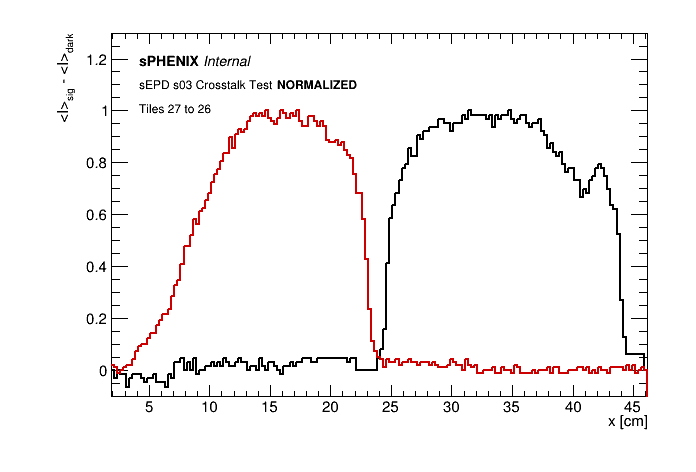 <I>sig - <I>dark
1.2
1
0.8
0.6
0.4
0.2
0
sPHENIX Internal
sEPD s03 Crosstalk Test NORMALIZED
Tiles 27 to 26
5 10 15 20 25 30 35 40 45
x [cm]